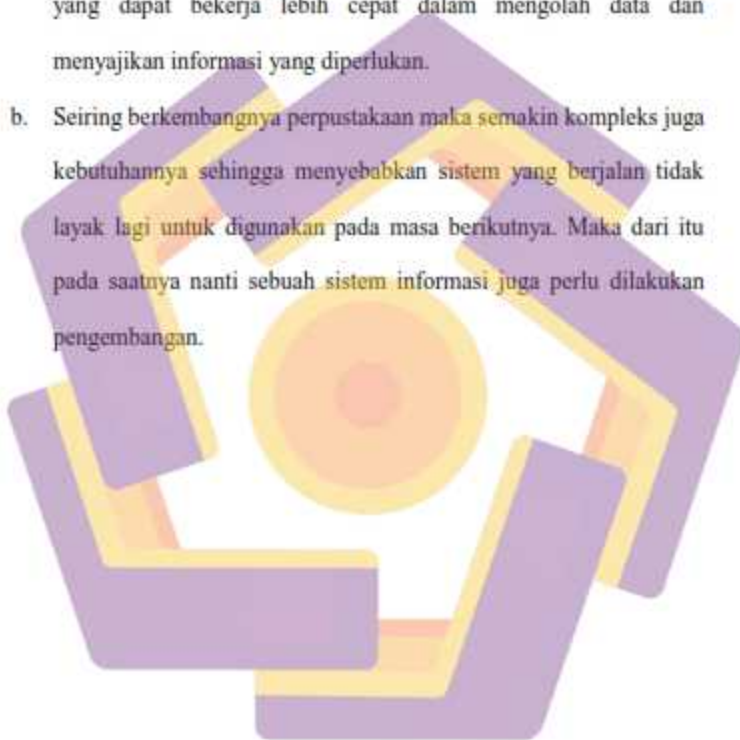 yang dapat bekerja lebih cepat dalam mengolah data dan
menyajikan informasi yang diperlukan.
b. Seiring berkembangnya perpustakaan maka semakin kompleks juga
kebutuhannya sehingga menyebabkan sistem yang berjalan tidak
layak lagi untuk digunakan pada masa berikutnya. Maka dari itu
pada saatnya nanti sebuah sistem informasi juga perlu dilakukan
pengembangan.